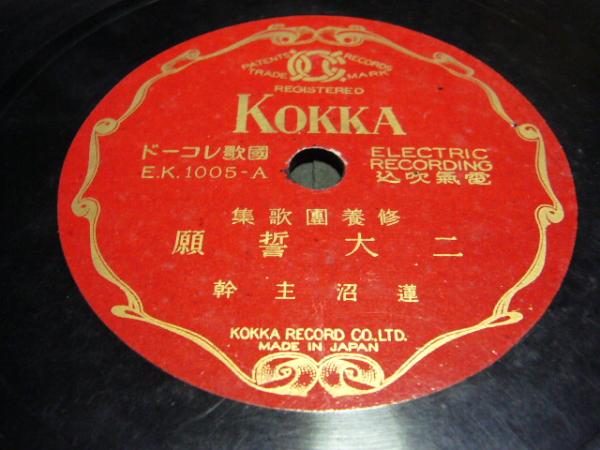 PATENTS RECORDS
TRADE MARK
REGISTERED
KOKKA
ドーコレ歌國
E.K.1005-A
ELECTRIC
RECORDING
込吹氣電
集歌團養修
願誓大二
幹主沼蓮
KOKKA RECORD CO.,LTD.
MADE IN JAPAN